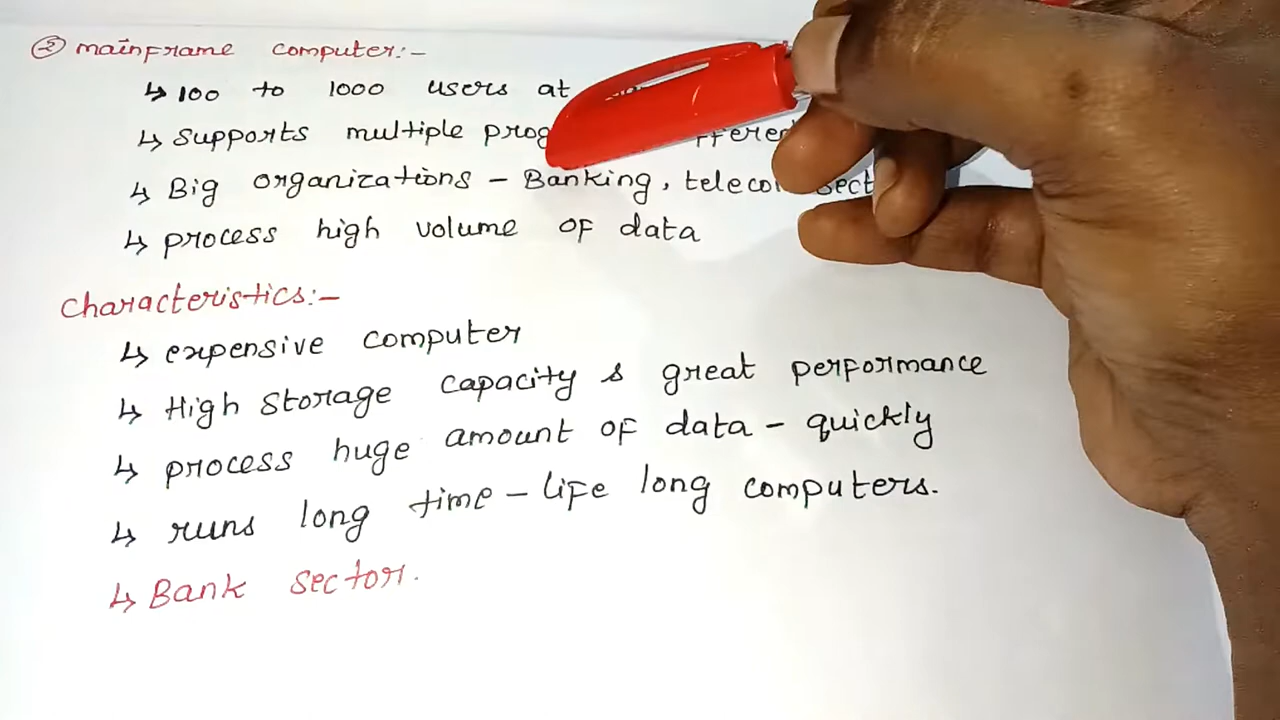 ② mainframe computer:-
↳ 100 to 1000 users at
↳ supports multiple
↳ Big organizations - Banking, 
↳ process high volume of data
characteristics:-
↳ expensive computer
↳ High storage capacity & great performance
↳ process huge amount of data - quickly
↳ runs long time - life long computers.
↳ Bank sector.